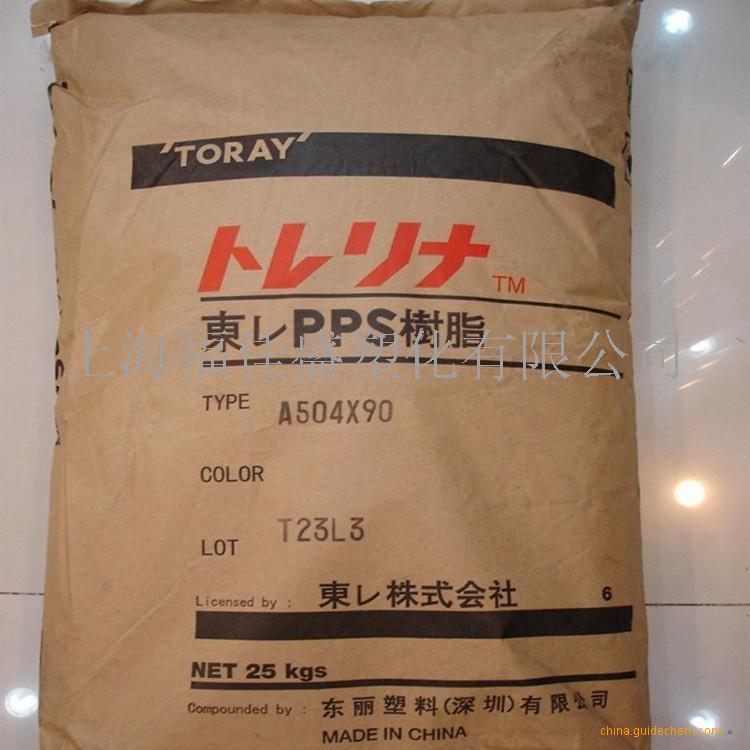 'TORAY'
トレリナ TM
東レPPS樹脂
上海福仕盛塑化有限公司
TYPE A504X90
COLOR
LOT T23L3
Licensed by : 東レ株式会社 6
NET 25 kgs
Compounded by : 东丽塑料(深圳)有限公司
MADE IN CHINA
china.guidechem.com